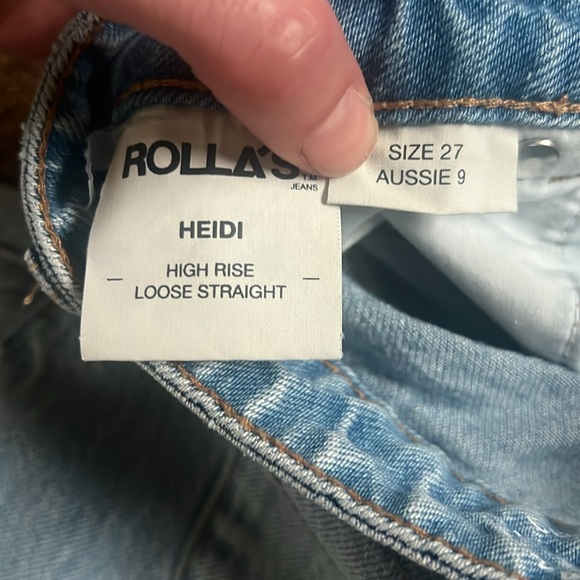 ROLLA'S
T.M
JEANS
HEIDI
HIGH RISE
LOOSE STRAIGHT
SIZE 27
AUSSIE 9